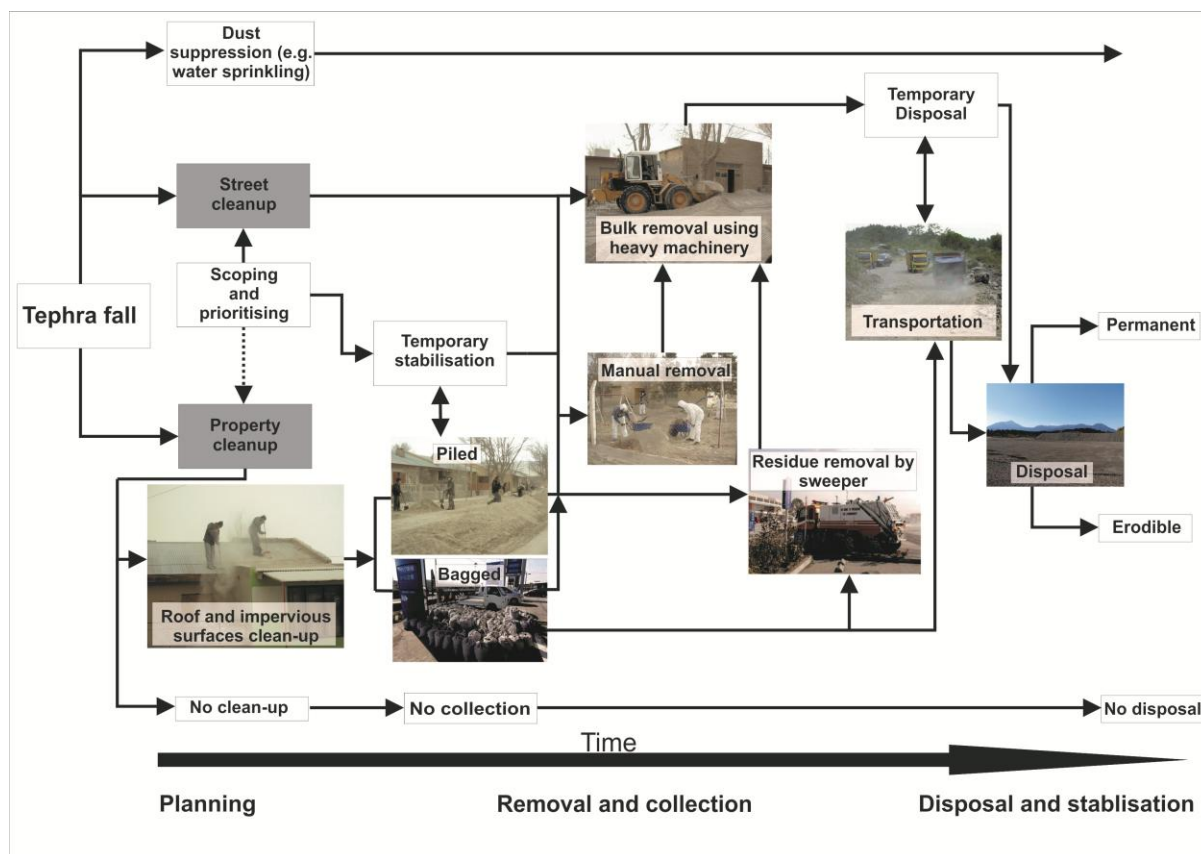 Dust
suppression (e.g.
water sprinkling)
Temporary
Disposal
Street
cleanup
Bulk removal using
heavy machinery
Scoping
and
prioritising
Tephra fall
Transportation
Permanent
Temporary
stabilisation
Manual removal
Property
cleanup
Piled
Residue removal by
sweeper
Disposal
Erodible
Bagged
Roof and impervious
surfaces clean-up
No clean-up
No collection
No disposal
Time
Planning
Removal and collection
Disposal and stablisation